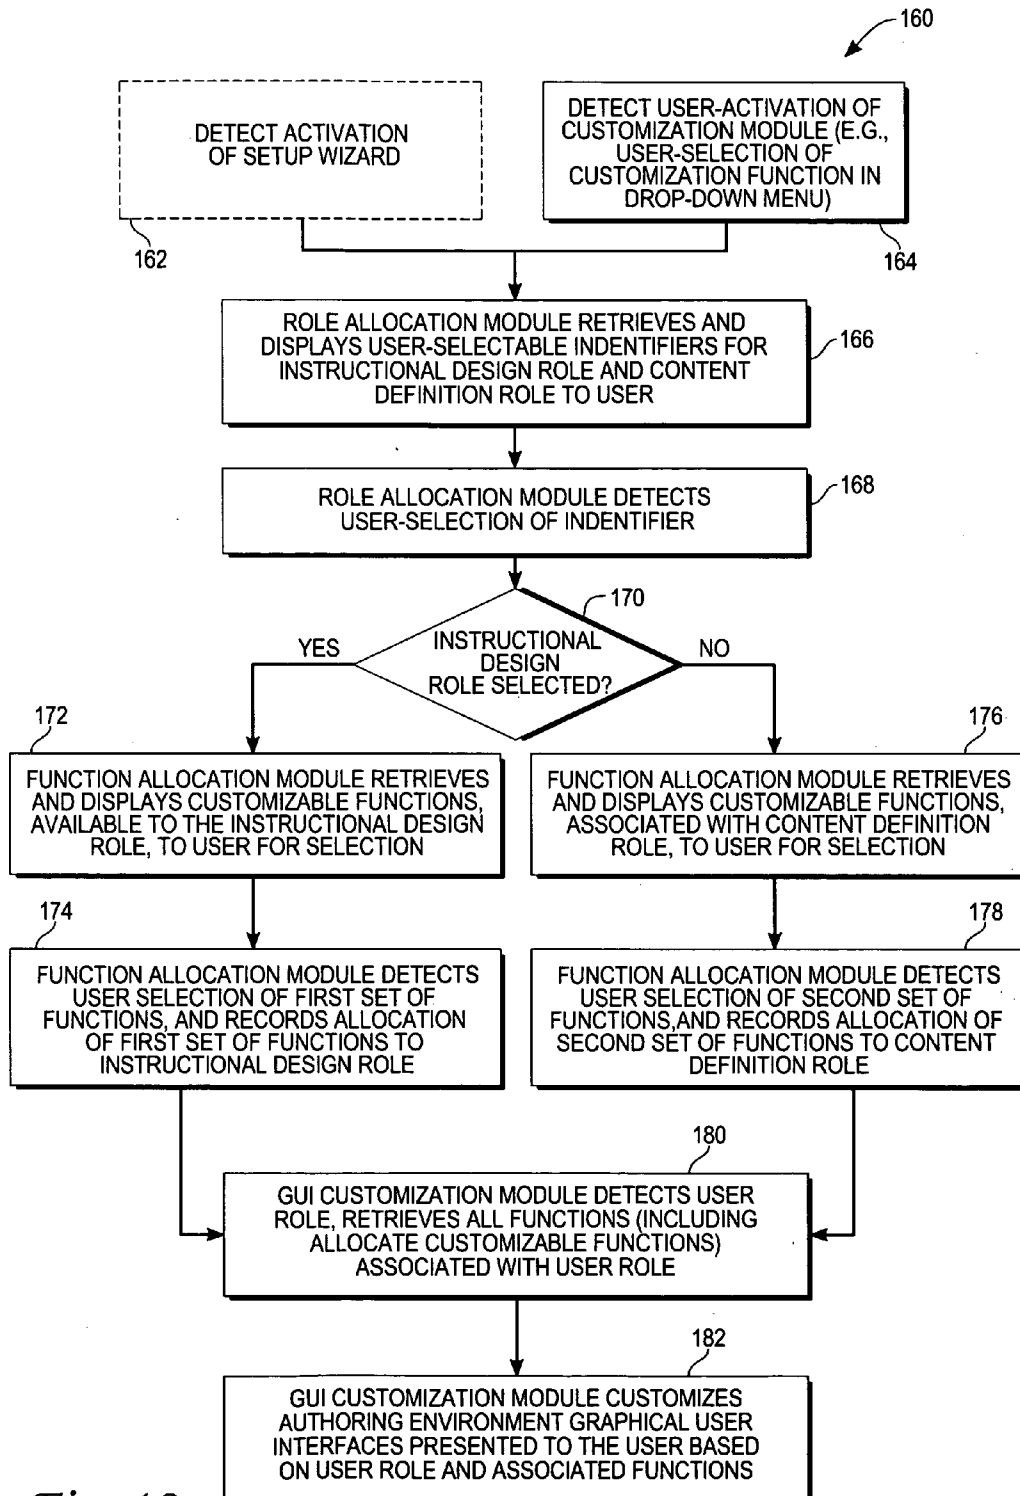 160
DETECT ACTIVATION
OF SETUP WIZARD
162
DETECT USER-ACTIVATION OF
CUSTOMIZATION MODULE (E.G.,
USER-SELECTION OF
CUSTOMIZATION FUNCTION IN
DROP-DOWN MENU)
164
ROLE ALLOCATION MODULE RETRIEVES AND
DISPLAYS USER-SELECTABLE INDENTIFIERS FOR
INSTRUCTIONAL DESIGN ROLE AND CONTENT
DEFINITION ROLE TO USER
166
ROLE ALLOCATION MODULE DETECTS
USER-SELECTION OF INDENTIFIER
168
170
INSTRUCTIONAL
DESIGN
ROLE SELECTED?
YES
NO
172
FUNCTION ALLOCATION MODULE RETRIEVES
AND DISPLAYS CUSTOMIZABLE FUNCTIONS,
AVAILABLE TO THE INSTRUCTIONAL DESIGN
ROLE, TO USER FOR SELECTION
176
FUNCTION ALLOCATION MODULE RETRIEVES
AND DISPLAYS CUSTOMIZABLE FUNCTIONS,
ASSOCIATED WITH CONTENT DEFINITION
ROLE, TO USER FOR SELECTION
174
FUNCTION ALLOCATION MODULE DETECTS
USER SELECTION OF FIRST SET OF
FUNCTIONS, AND RECORDS ALLOCATION
OF FIRST SET OF FUNCTIONS TO
INSTRUCTIONAL DESIGN ROLE
178
FUNCTION ALLOCATION MODULE DETECTS
USER SELECTION OF SECOND SET OF
FUNCTIONS,AND RECORDS ALLOCATION OF
SECOND SET OF FUNCTIONS TO CONTENT
DEFINITION ROLE
180
GUI CUSTOMIZATION MODULE DETECTS USER
ROLE, RETRIEVES ALL FUNCTIONS (INCLUDING
ALLOCATE CUSTOMIZABLE FUNCTIONS)
ASSOCIATED WITH USER ROLE
182
GUI CUSTOMIZATION MODULE CUSTOMIZES
AUTHORING ENVIRONMENT GRAPHICAL USER
INTERFACES PRESENTED TO THE USER BASED
ON USER ROLE AND ASSOCIATED FUNCTIONS